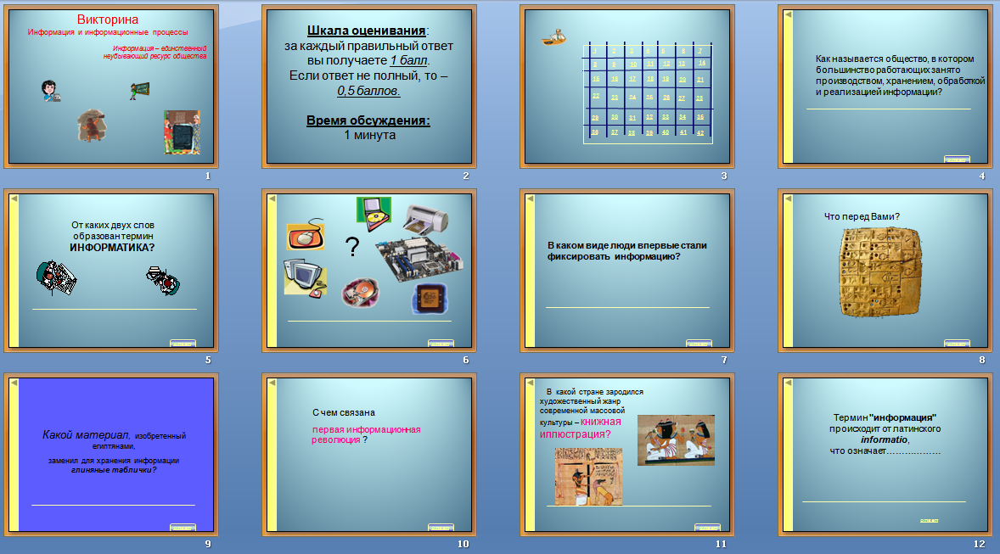 Викторина
Информация и информационные процессы
Информация – единственный
неубывающий ресурс общества
1
Шкала оценивания:
за каждый правильный ответ
вы получаете 1 балл.
Если ответ не полный, то –
0,5 баллов.
Время обсуждения:
1 минута
2
1 2 3 4 5 6 7
8 9 10 11 12 13 14
15 16 17 18 19 20 21
22 23 24 25 26 27 28
29 30 31 32 33 34 35
36 37 38 39 40 41 42
3
Как называется общество, в котором
большинство работающих занято
производством, хранением, обработкой
и реализацией информации?
4
От каких двух слов
образован термин
ИНФОРМАТИКА?
5
?
6
В каком виде люди впервые стали
фиксировать информацию?
7
Что перед Вами?
8
Какой материал, изобретенный
египтянами,
заменил для хранения информации
глиняные таблички?
9
С чем связана
первая информационная
революция ?
10
В какой стране зародился
художественный жанр
современной массовой
культуры – книжная
иллюстрация?
11
Термин "информация"
происходит от латинского
informatio,
что означает………………
12